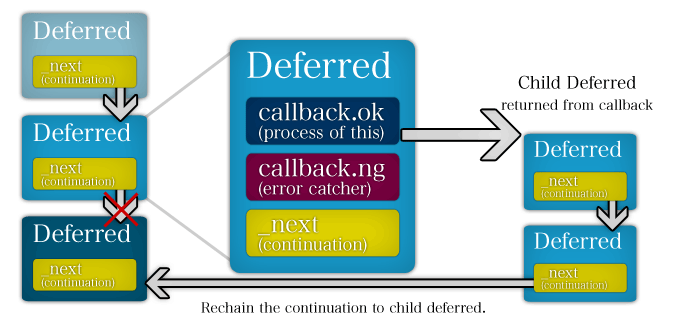 Deferred
_next
(continuation)
Deferred
_next
(continuation)
Deferred
_next
(continuation)
Deferred
callback.ok
(process of this)
callback.ng
(error catcher)
_next
(continuation)
Child Deferred
returned from callback
Deferred
_next
(continuation)
Deferred
_next
(continuation)
Rechain the continuation to child deferred.